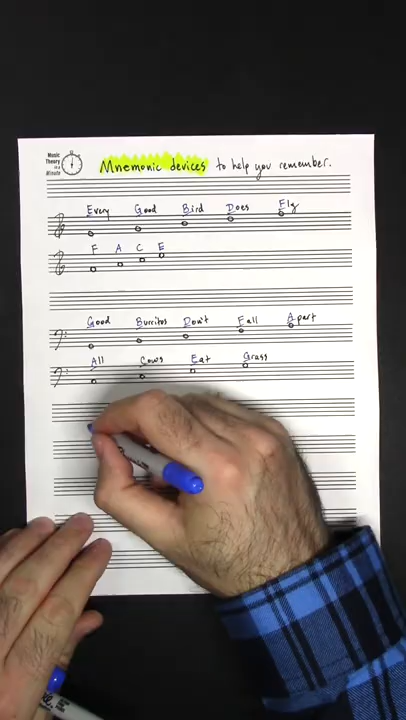 Music
Theory
in a
Minute
Mnemonic devices to help you remember.
Every Good Bird Does Fly
F A C E
Good Burritos Don't Fall Apart
All Cows Eat Grass